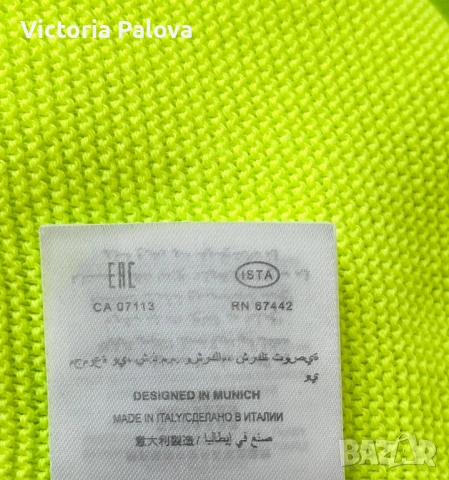 Victoria Palova
EAC
ISTA
CA 07113
RN 67442
DESIGNED IN MUNICH
MADE IN ITALY/СДЕЛАНО В ИТАЛИИ
意大利製造 / صنع في إيطاليا
BAZAR